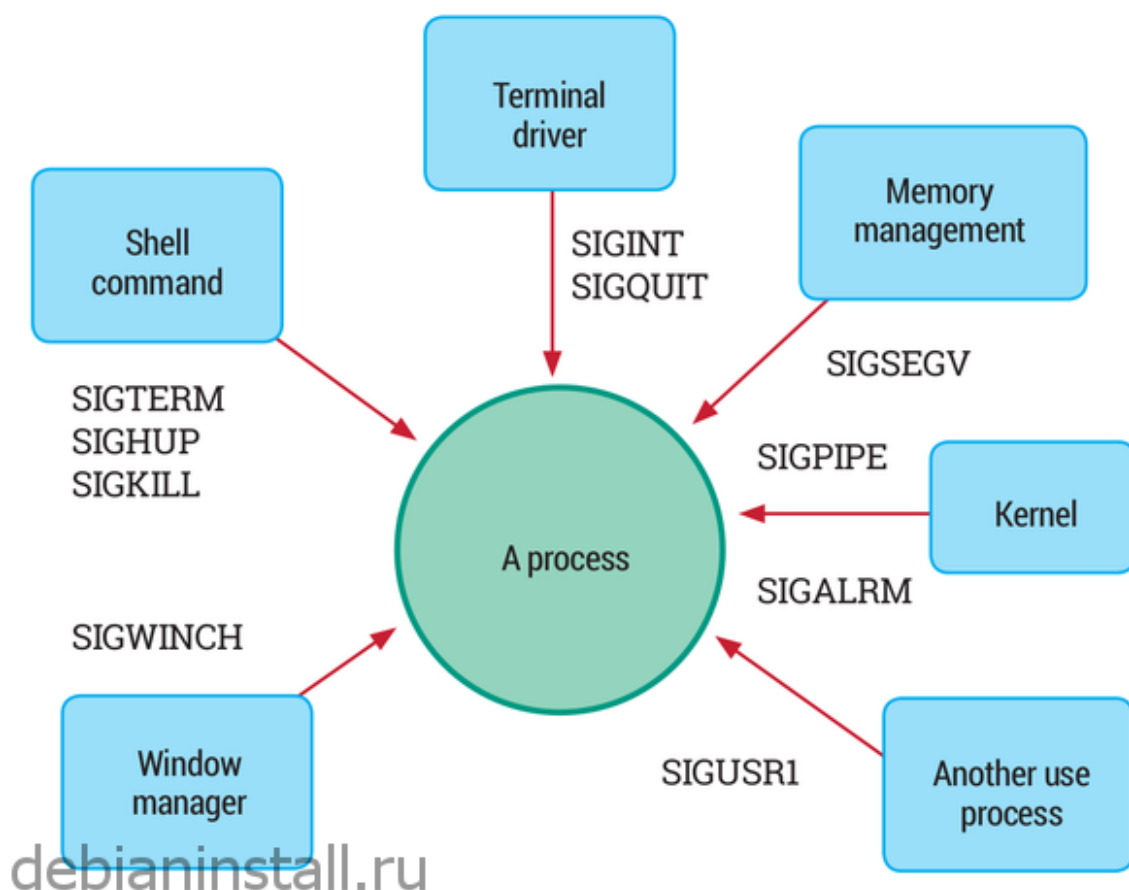 Terminal
driver
Memory
management
Shell
command
SIGINT
SIGQUIT
SIGSEGV
SIGTERM
SIGHUP
SIGKILL
SIGPIPE
Kernel
A process
SIGALRM
SIGWINCH
Window
manager
SIGUSR1
Another use
process
debianinstall.ru